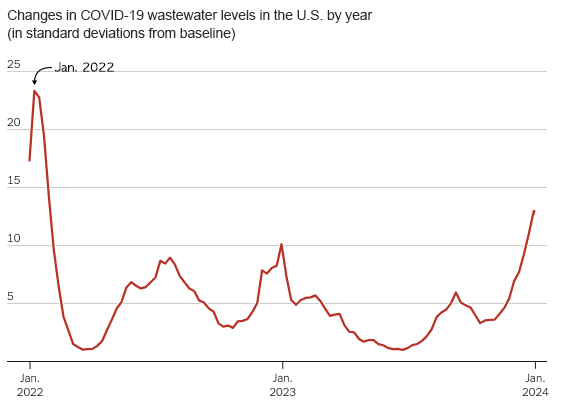 Changes in COVID-19 wastewater levels in the U.S. by year
(in standard deviations from baseline)
25
Jan. 2022
20
15
10
5
Jan.
2022
Jan.
2023
Jan.
2024